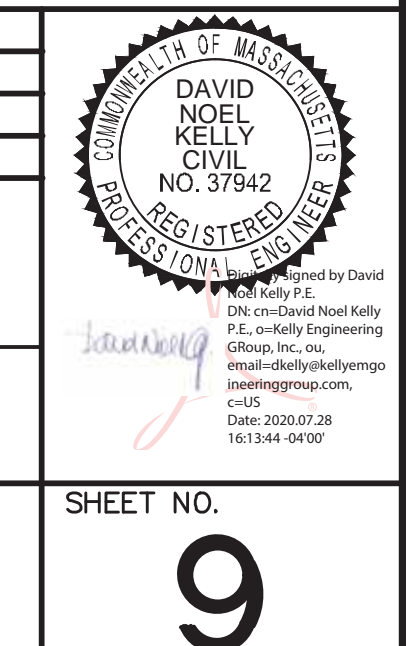 COMMONWEALTH OF MASSACHUSETTS
DAVID
NOEL
KELLY
CIVIL
NO. 37942
REGISTERED
PROFESSIONAL ENGINEER
Digitally signed by David
Noel Kelly P.E.
DN: cn=David Noel Kelly
P.E., o=Kelly Engineering
GRoup, Inc., ou,
email=dkelly@kellyemgo
ineeringgroup.com,
c=US
Date: 2020.07.28
16:13:44 -04'00'
SHEET NO.
9